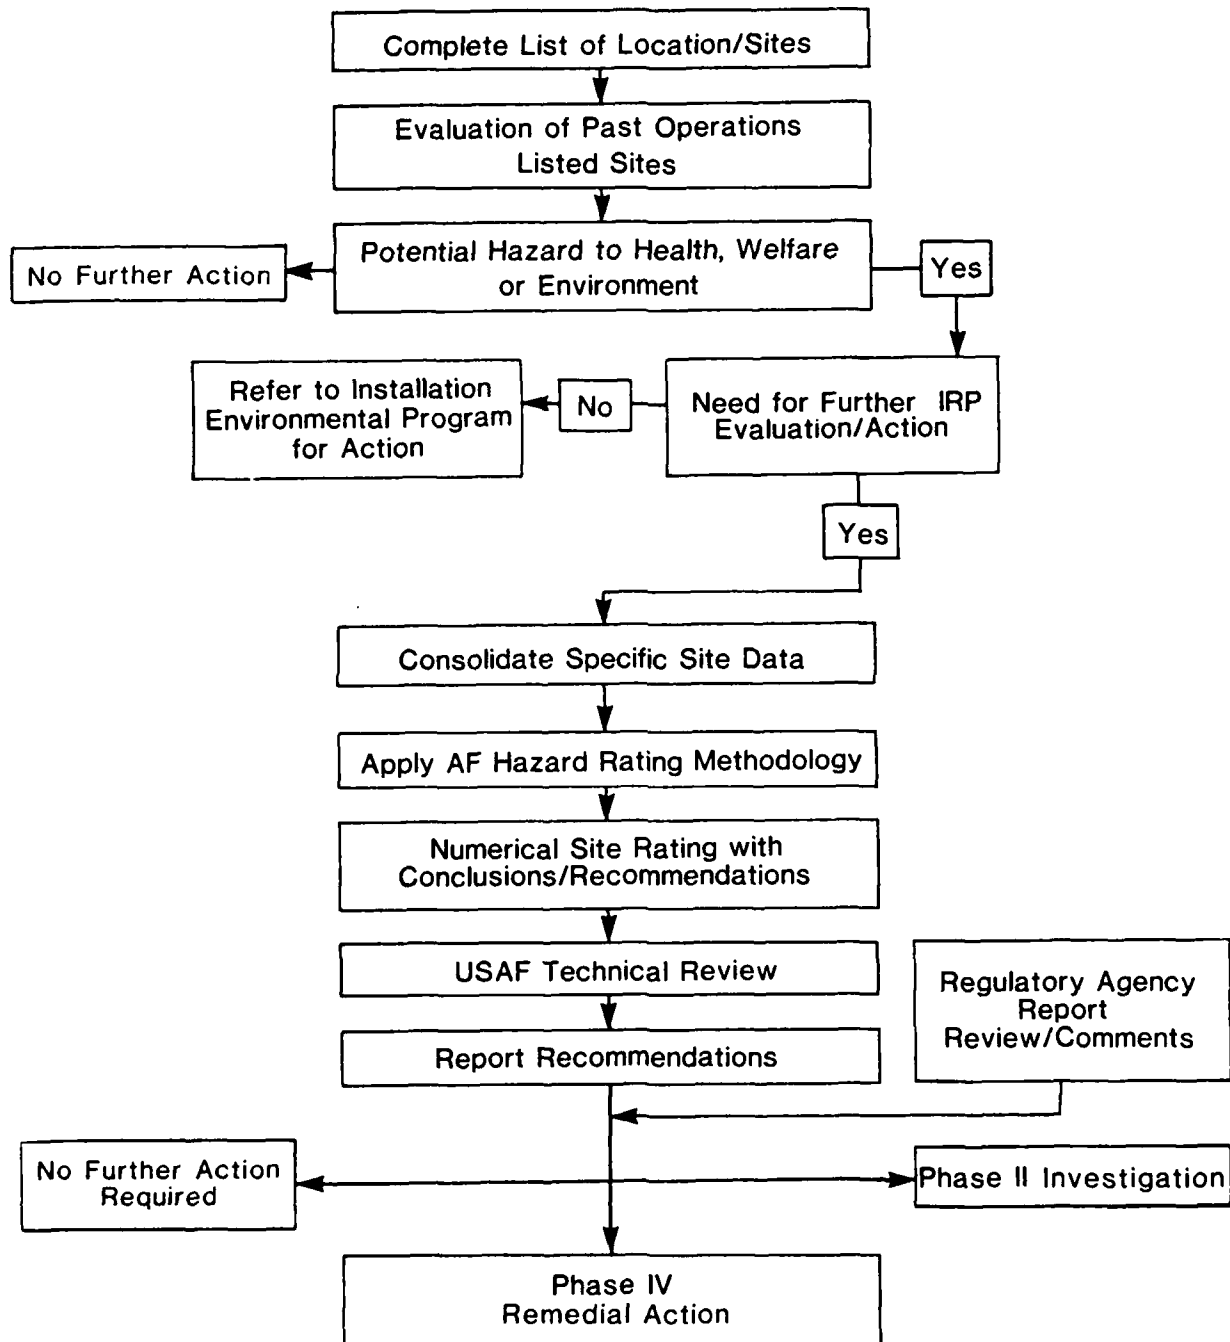 Complete List of Location/Sites
Evaluation of Past Operations
Listed Sites
Potential Hazard to Health, Welfare
or Environment
No Further Action
Yes
Refer to Installation
Environmental Program
for Action
No
Need for Further IRP
Evaluation/Action
Yes
Consolidate Specific Site Data
Apply AF Hazard Rating Methodology
Numerical Site Rating with
Conclusions/Recommendations
USAF Technical Review
Regulatory Agency
Report
Review/Comments
Report Recommendations
No Further Action
Required
Phase II Investigation
Phase IV
Remedial Action